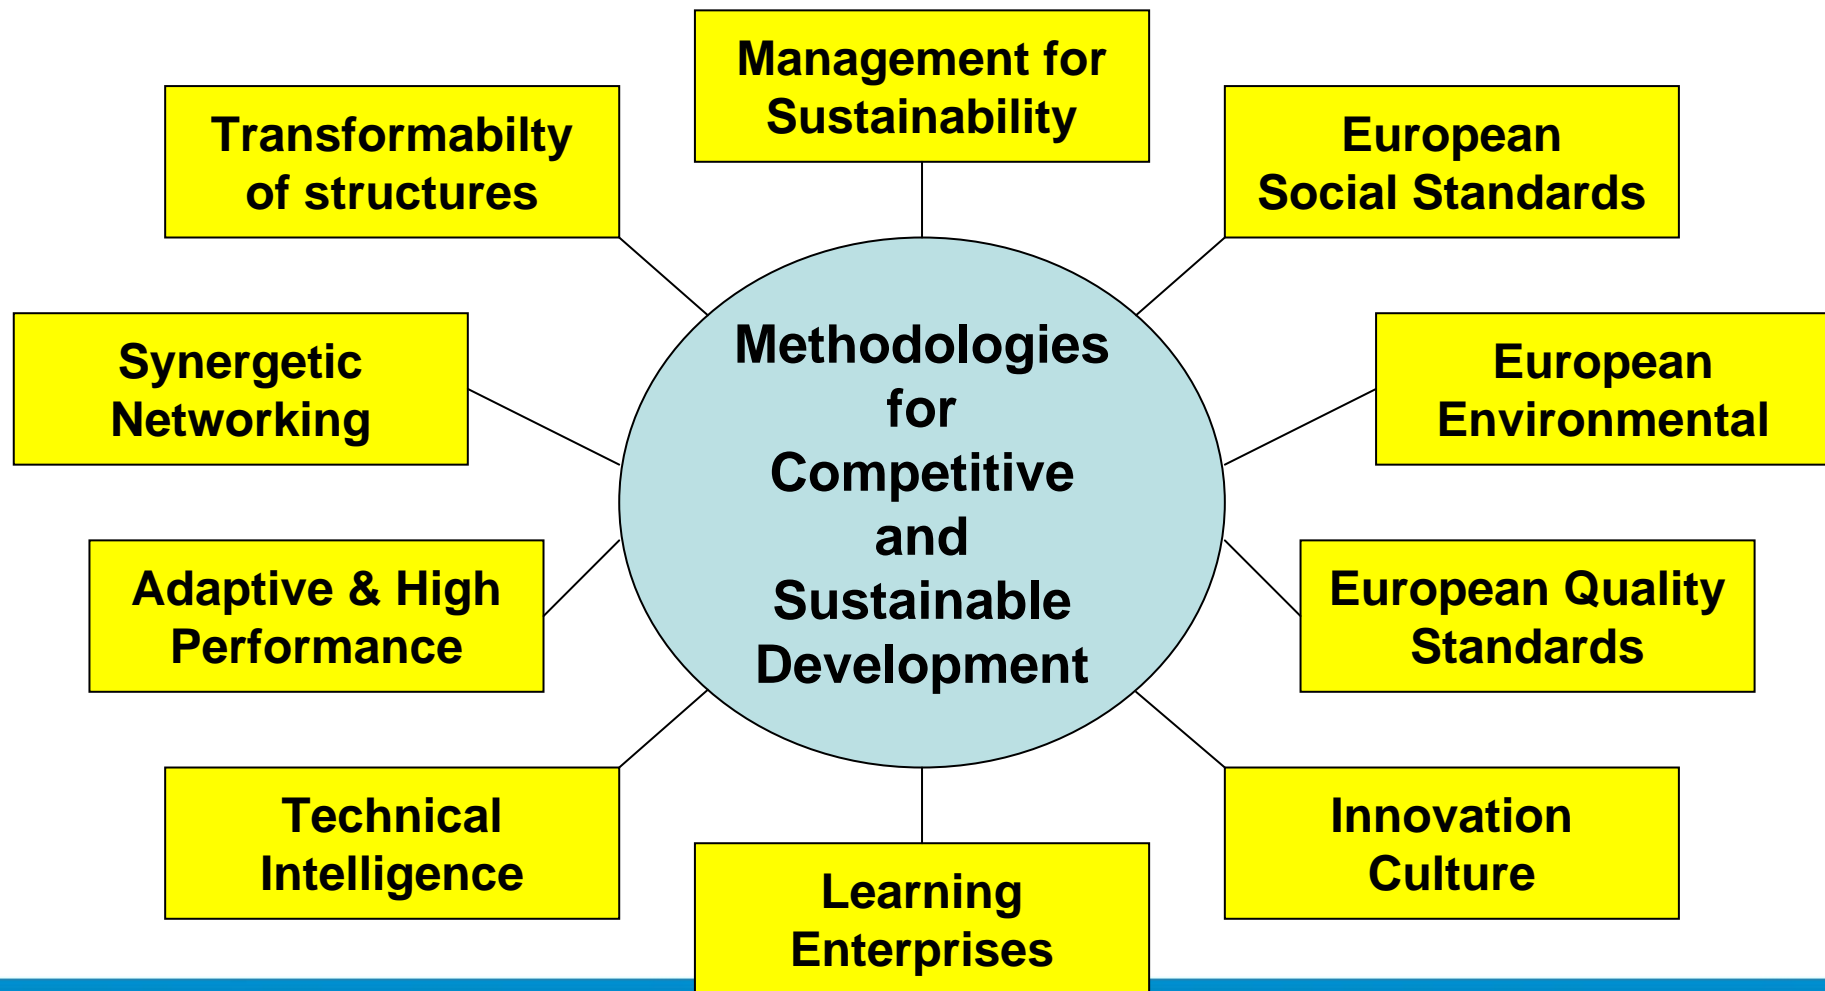 Management for
Sustainability
Transformabilty
of structures
European
Social Standards
Synergetic
Networking
Methodologies
for
Competitive
and
Sustainable
Development
European
Environmental
Adaptive & High
Performance
European Quality
Standards
Technical
Intelligence
Learning
Enterprises
Innovation
Culture